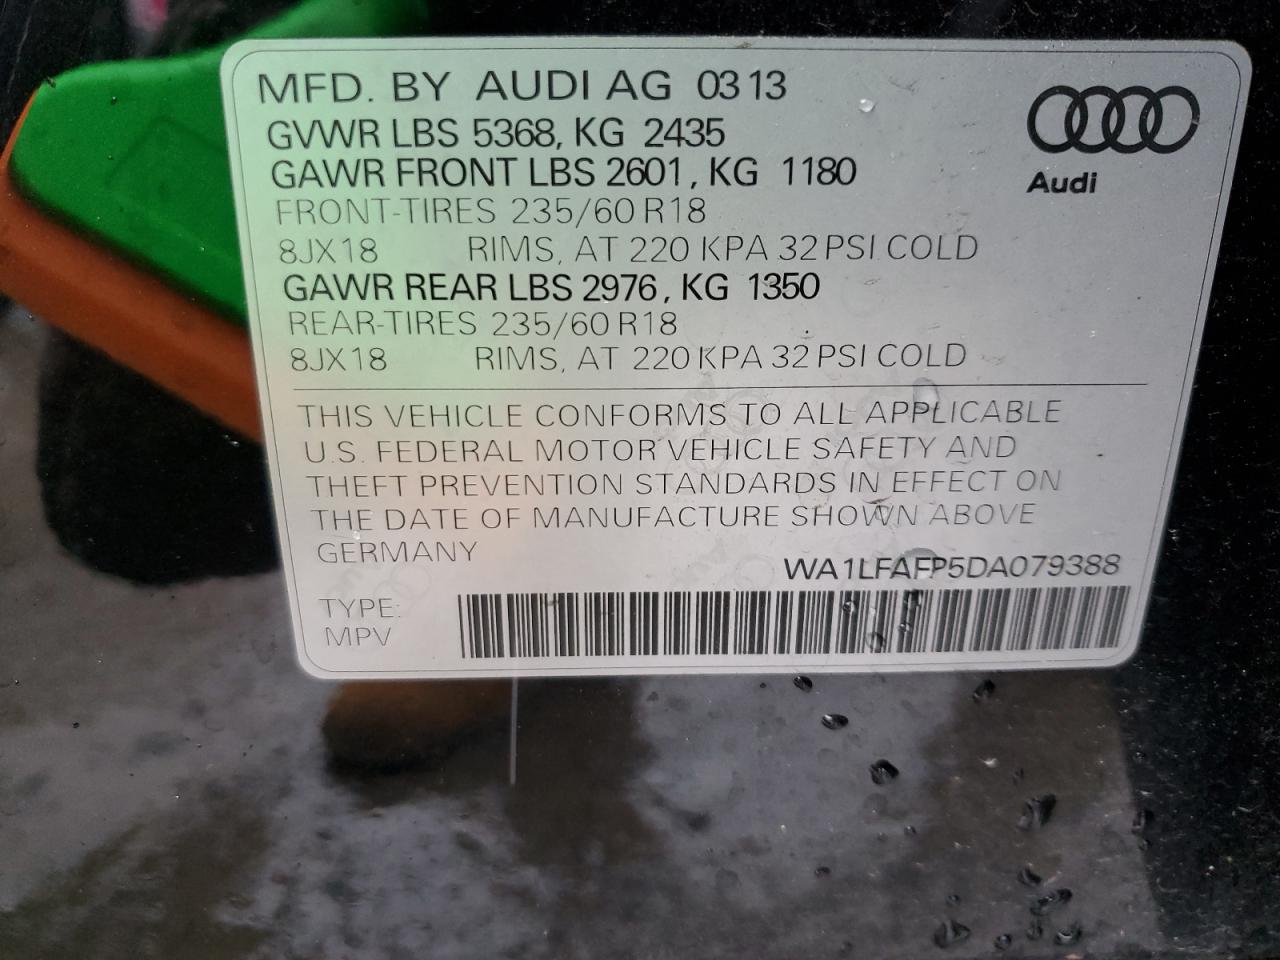 MFD. BY AUDI AG 0313
GVWR LBS 5368, KG 2435
GAWR FRONT LBS 2601, KG 1180
Audi
FRONT-TIRES 235/60 R18
8JX18 RIMS, AT 220 KPA 32 PSI COLD
GAWR REAR LBS 2976, KG 1350
REAR-TIRES 235/60 R18
8JX18 RIMS, AT 220 KPA 32 PSI COLD
THIS VEHICLE CONFORMS TO ALL APPLICABLE
U.S. FEDERAL MOTOR VEHICLE SAFETY AND
THEFT PREVENTION STANDARDS IN EFFECT ON
THE DATE OF MANUFACTURE SHOWN ABOVE
GERMANY
WA1LFAFP5DA079388
TYPE:
MPV